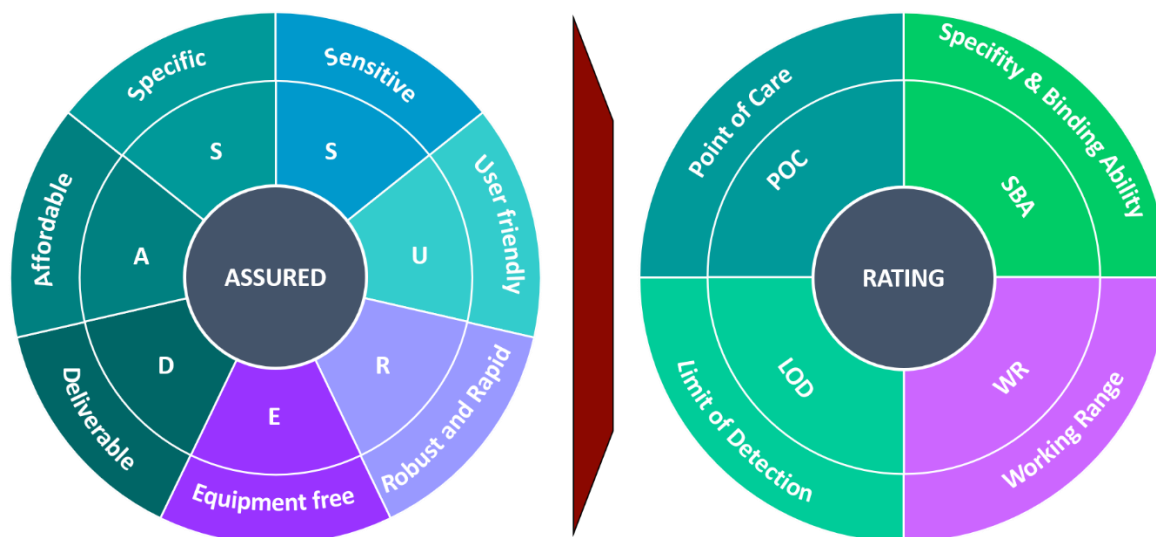 Specific
Sensitive
User friendly
Robust and Rapid
Equipment free
Deliverable
Affordable
S
S
U
R
E
D
A
ASSURED
Point of Care
Specifity & Binding Ability
Working Range
Limit of Detection
POC
SBA
WR
LOD
RATING